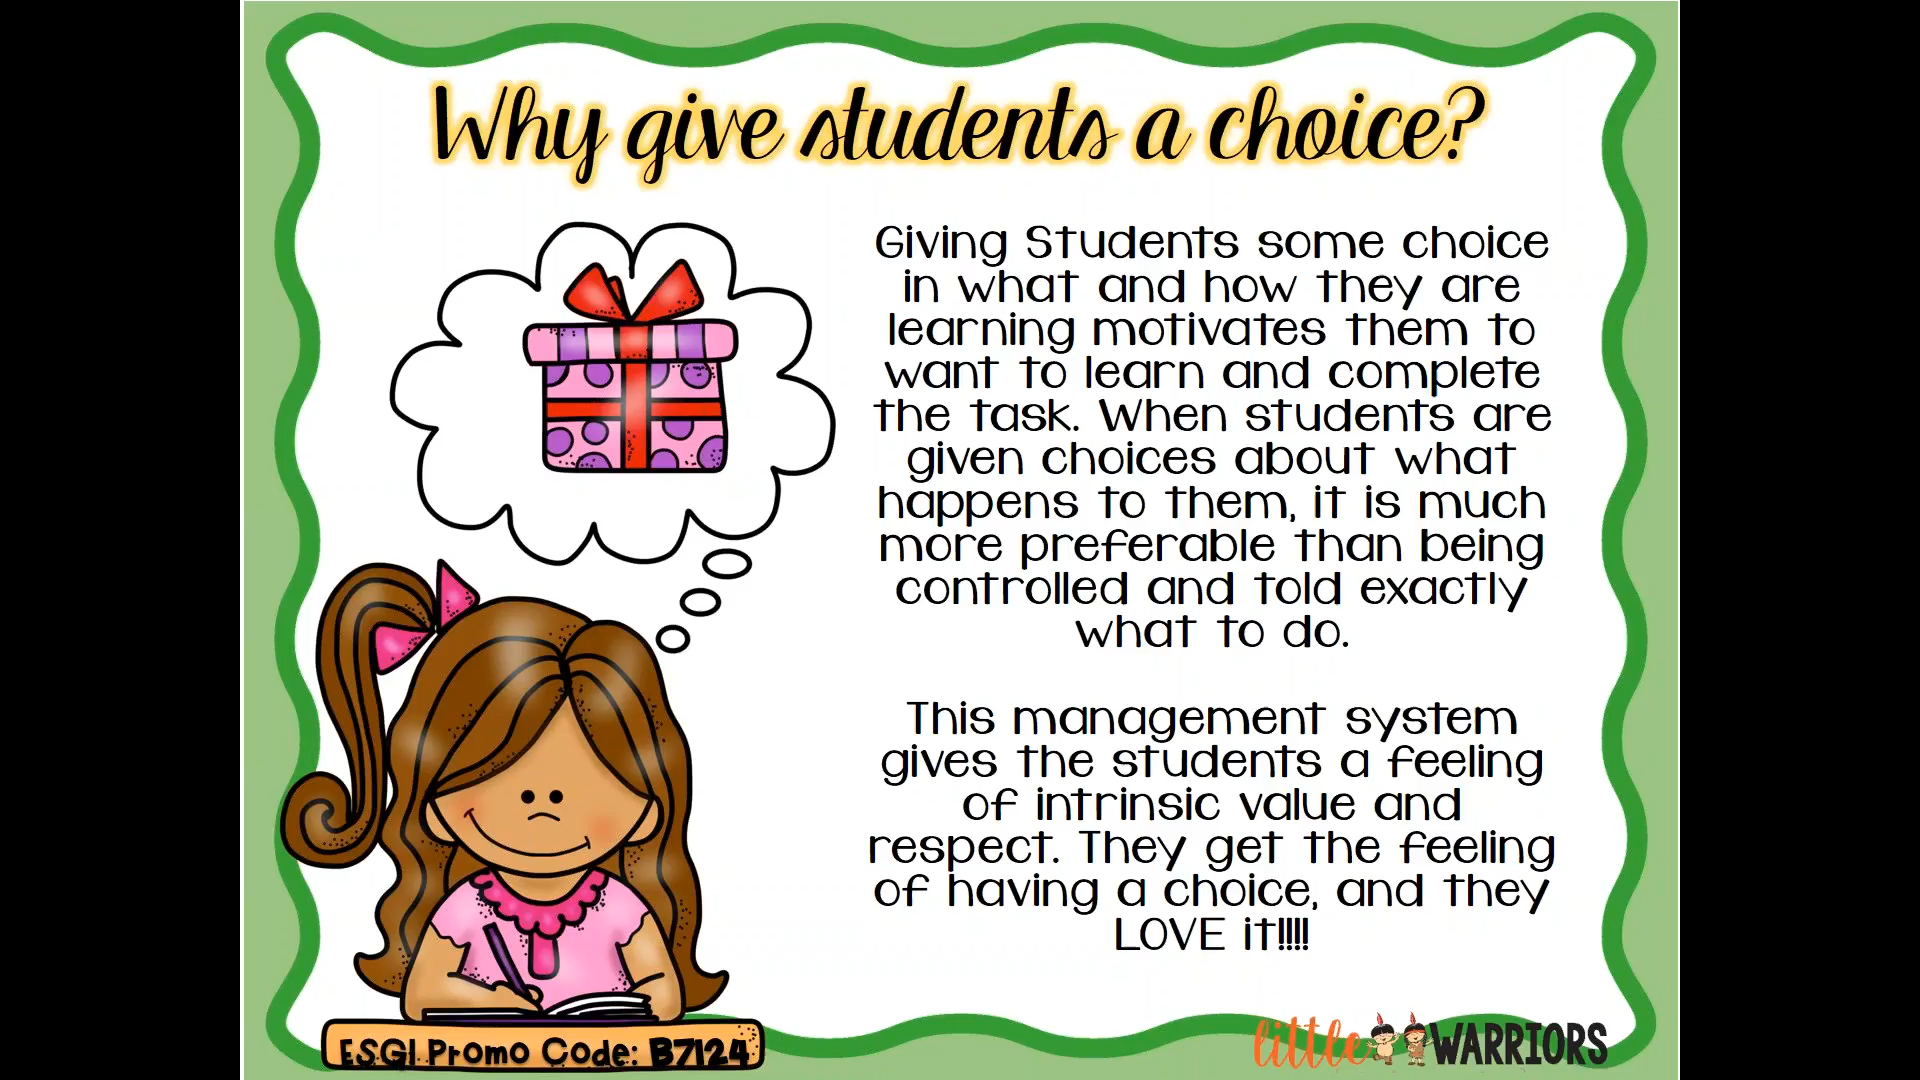 Why give students a choice?
Giving Students some choice
in what and how they are
learning motivates them to
want to learn and complete
the task. When students are
given choices about what
happens to them, it is much
more preferable than being
controlled and told exactly
what to do.
This management system
gives the students a feeling
of intrinsic value and
respect. They get the feeling
of having a choice, and they
LOVE it!!!!
ESGI Promo Code: B7124
little WARRIORS